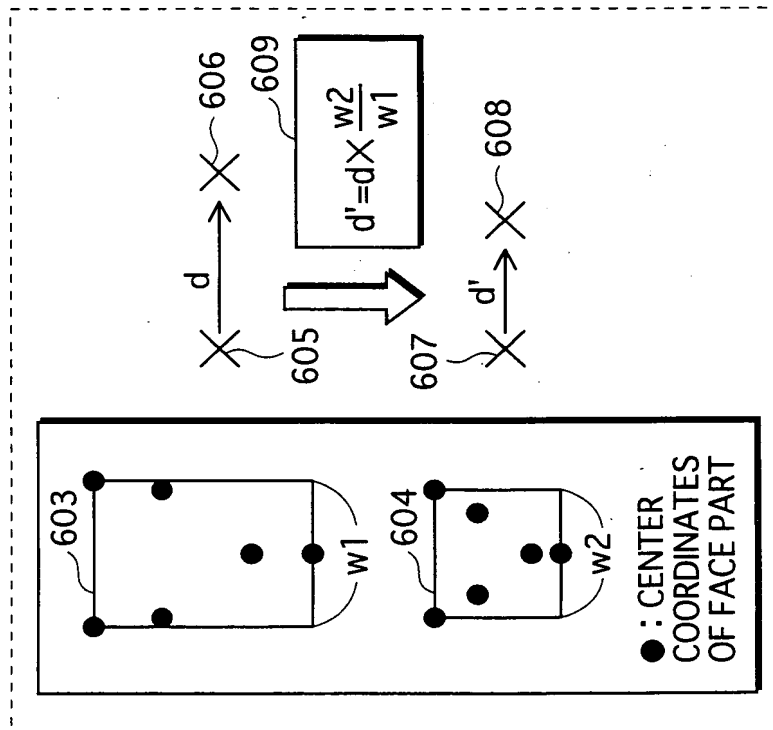 603
w1
604
w2
● : CENTER
COORDINATES
OF FACE PART
d
605
606
609
d'=d×w2/w1
607
d'
608